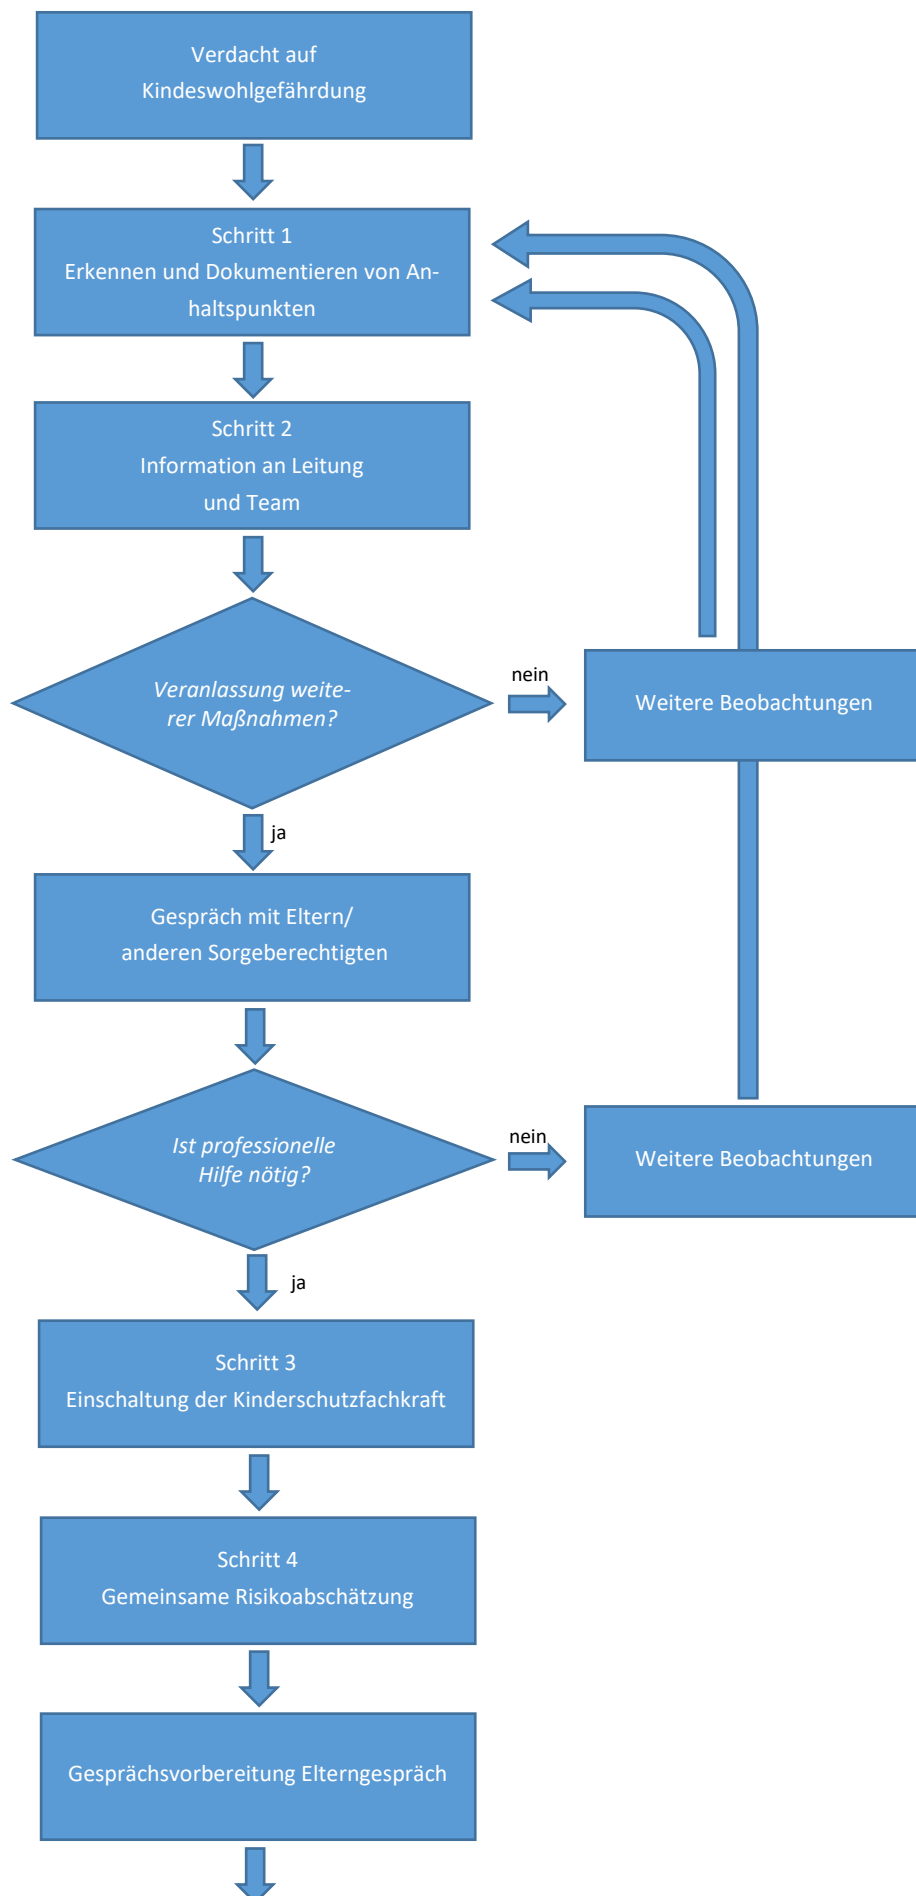 Verdacht auf
Kindeswohlgefährdung
Schritt 1
Erkennen und Dokumentieren von An-
haltspunkten
Schritt 2
Information an Leitung
und Team
Veranlassung weite-
rer Maßnahmen?
nein
Weitere Beobachtungen
ja
Gespräch mit Eltern/
anderen Sorgeberechtigten
Ist professionelle
Hilfe nötig?
nein
Weitere Beobachtungen
ja
Schritt 3
Einschaltung der Kinderschutzfachkraft
Schritt 4
Gemeinsame Risikoabschätzung
Gesprächsvorbereitung Elterngespräch